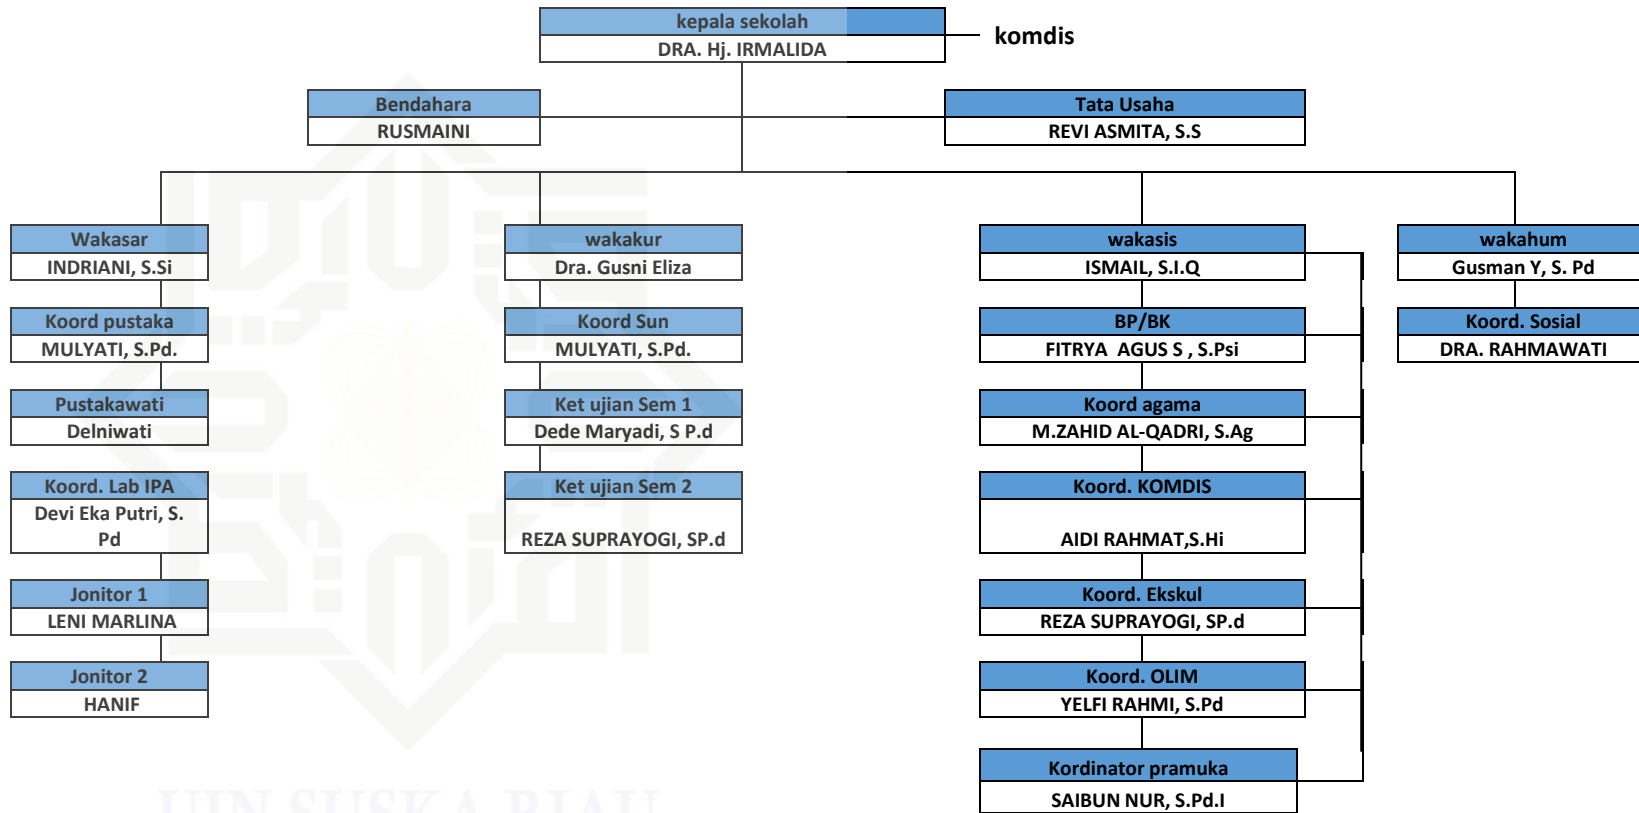 kepala sekolah
DRA. Hj. IRMALIDA
komdis
Bendahara
RUSMAINI
Tata Usaha
REVI ASMITA, S.S
Wakasar
INDRIANI, S.Si
Koord pustaka
MULYATI, S.Pd.
Pustakawati
Delniwati
Koord. Lab IPA
Devi Eka Putri, S.
Pd
Jonitor 1
LENI MARLINA
Jonitor 2
HANIF
wakakur
Dra. Gusni Eliza
Koord Sun
MULYATI, S.Pd.
Ket ujian Sem 1
Dede Maryadi, S P.d
Ket ujian Sem 2
REZA SUPRAYOGI, SP.d
wakasis
ISMAIL, S.I.Q
BP/BK
FITRYA  AGUS S , S.Psi
Koord agama
M.ZAHID AL-QADRI, S.Ag
Koord. KOMDIS
AIDI RAHMAT,S.Hi
Koord. Ekskul
REZA SUPRAYOGI, SP.d
Koord. OLIM
YELFI RAHMI, S.Pd
Kordinator pramuka
SAIBUN NUR, S.Pd.I
wakahum
Gusman Y, S. Pd
Koord. Sosial
DRA. RAHMAWATI
UIN SUSKA RIAU